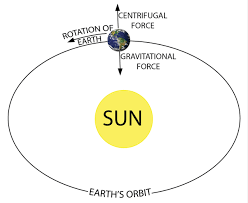 CENTRIFUGAL
FORCE
ROTATION OF
EARTH
GRAVITATIONAL
FORCE
SUN
EARTH'S ORBIT